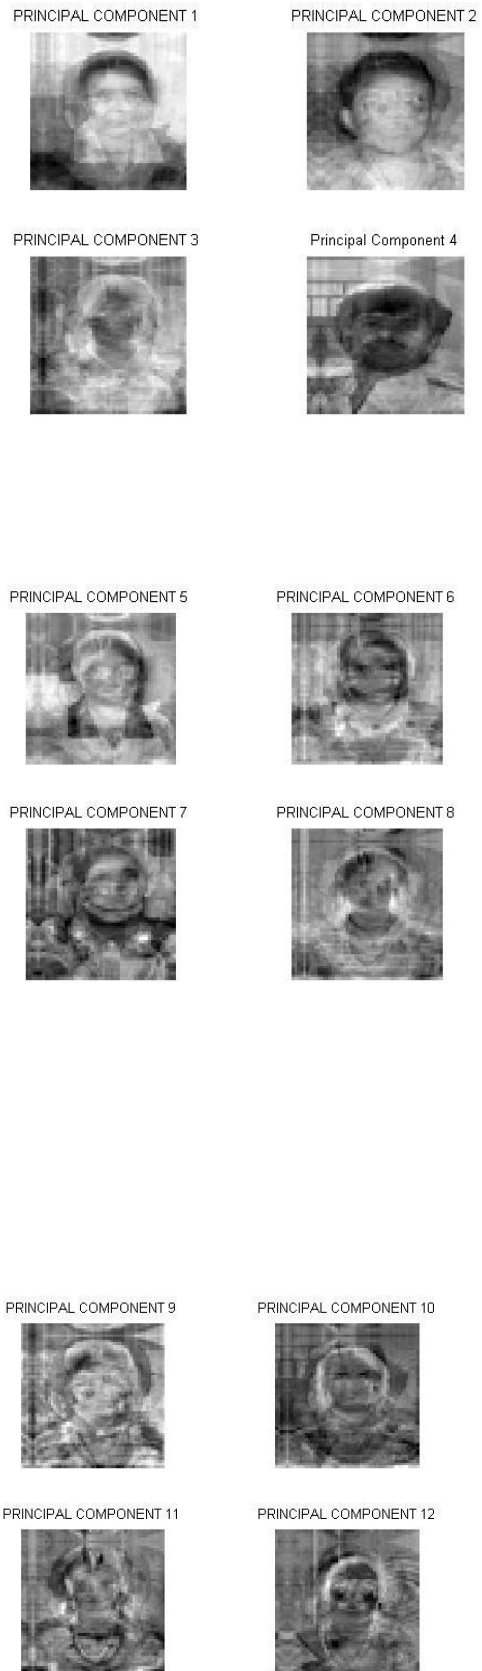 PRINCIPAL COMPONENT 1
PRINCIPAL COMPONENT 2
PRINCIPAL COMPONENT 3
Principal Component 4
PRINCIPAL COMPONENT 5
PRINCIPAL COMPONENT 6
PRINCIPAL COMPONENT 7
PRINCIPAL COMPONENT 8
PRINCIPAL COMPONENT 9
PRINCIPAL COMPONENT 10
PRINCIPAL COMPONENT 11
PRINCIPAL COMPONENT 12